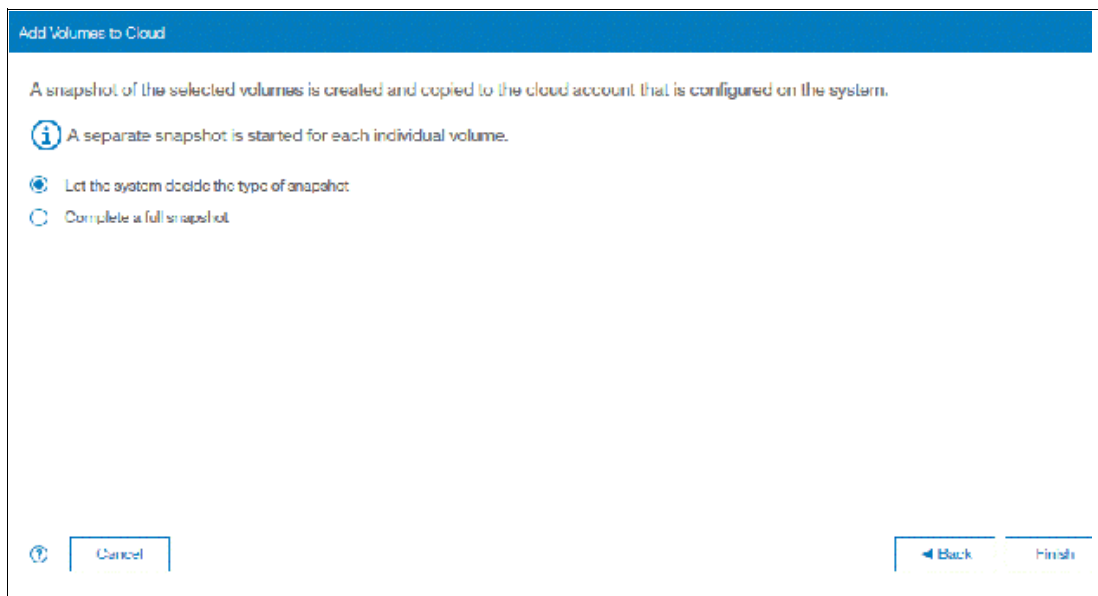 Add Volumes to Cloud
A snapshot of the selected volumes is created and copied to the cloud account that is configured on the system.
i A separate snapshot is started for each individual volume.
Let the system decide the type of snapshot
Complete a full snapshot
? Cancel ◀ Back Finish